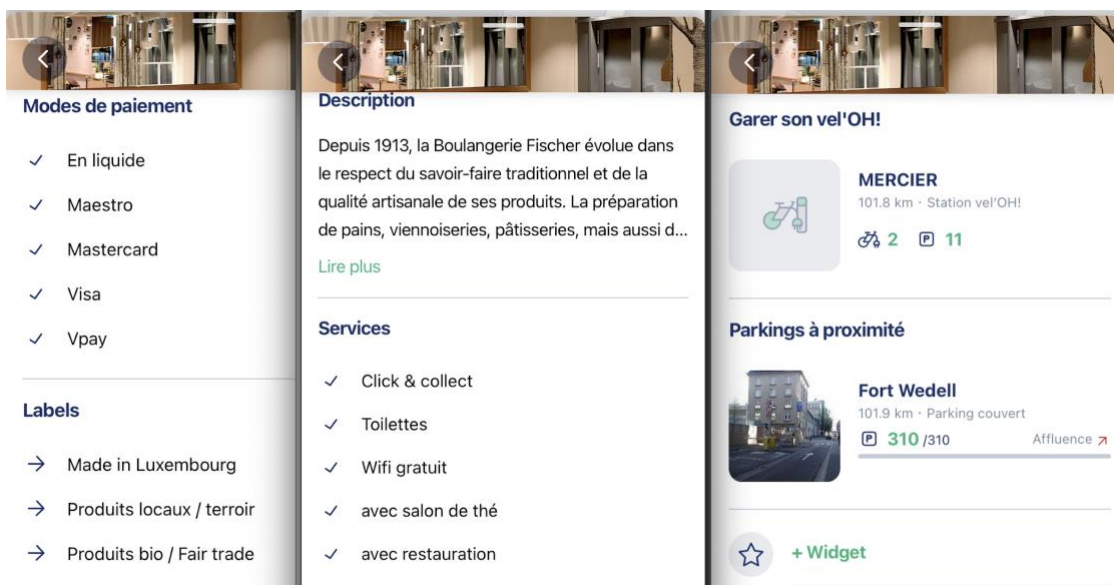 Modes de paiement
En liquide
Maestro
Mastercard
Visa
Vpay
Labels
Made in Luxembourg
Produits locaux / terroir
Produits bio / Fair trade
Description
Depuis 1913, la Boulangerie Fischer évolue dans
le respect du savoir-faire traditionnel et de la
qualité artisanale de ses produits. La préparation
de pains, viennoiseries, pâtisseries, mais aussi d...
Lire plus
Services
Click & collect
Toilettes
Wifi gratuit
avec salon de thé
avec restauration
Garer son vel'OH!
MERCIER
101.8 km · Station vel'OH!
2 P 11
Parkings à proximité
Fort Wedell
101.9 km · Parking couvert
P 310 /310 Affluence
+ Widget